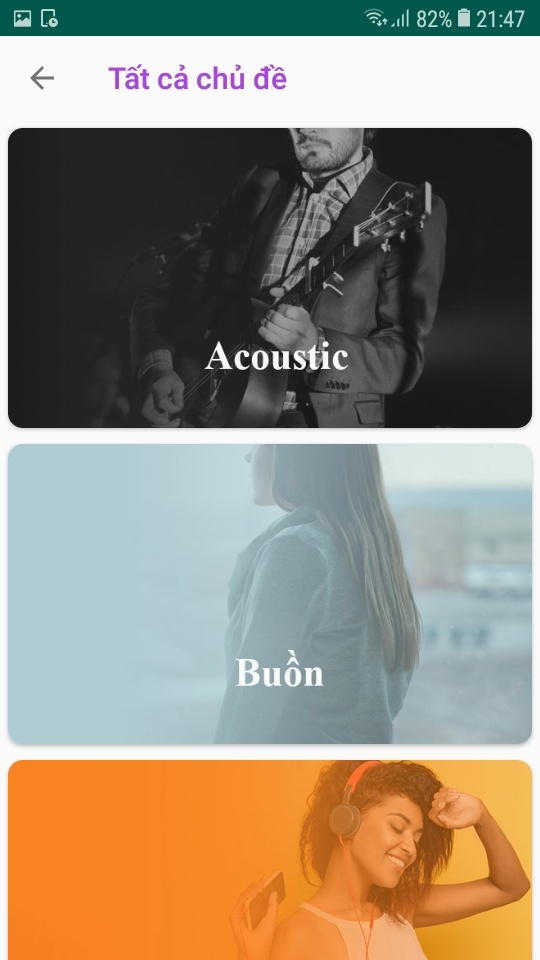 82% 21:47
Tất cả chủ đề
Acoustic
Buồn